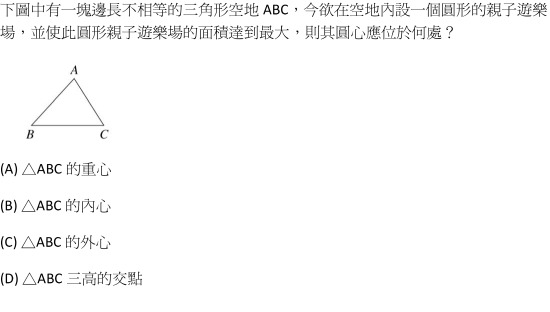 下圖中有一塊邊長不相等的三角形空地 ABC，今欲在空地內設一個圓形的親子遊樂
場，並使此圓形親子遊樂場的面積達到最大，則其圓心應位於何處？
A
B C
(A) △ABC 的重心
(B) △ABC 的內心
(C) △ABC 的外心
(D) △ABC 三高的交點